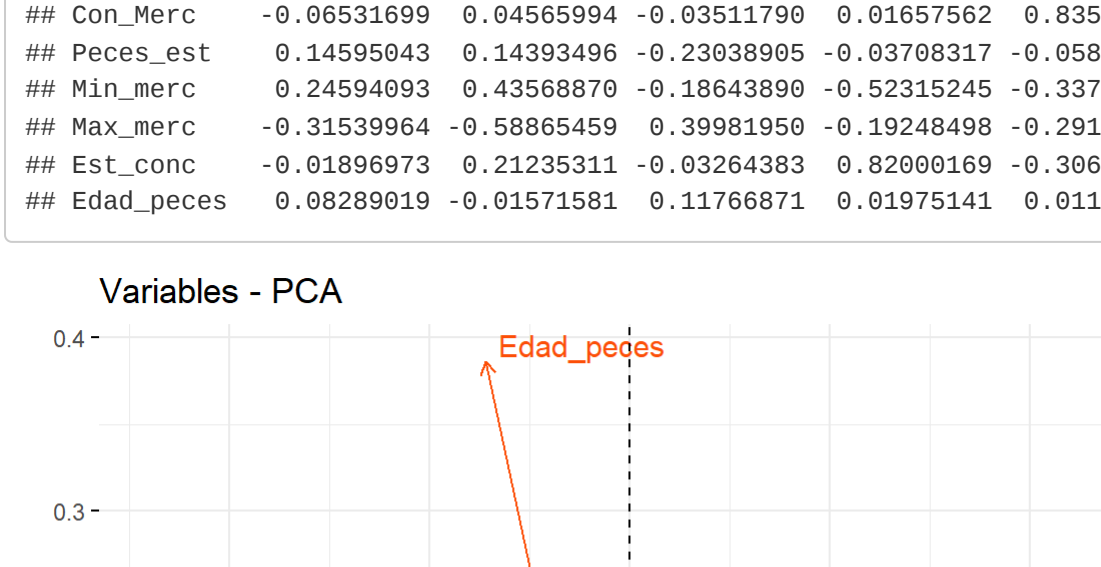 ## Con_Merc    -0.06531699  0.04565994 -0.03511790  0.01657562  0.835
## Peces_est    0.14595043  0.14393496 -0.23038905 -0.03708317 -0.058
## Min_merc     0.24594093  0.43568870 -0.18643890 -0.52315245 -0.337
## Max_merc    -0.31539964 -0.58865459  0.39981950 -0.19248498 -0.291
## Est_conc    -0.01896973  0.21235311 -0.03264383  0.82000169 -0.306
## Edad_peces   0.08289019 -0.01571581  0.11766871  0.01975141  0.011
Variables - PCA
0.4
Edad_peces
0.3